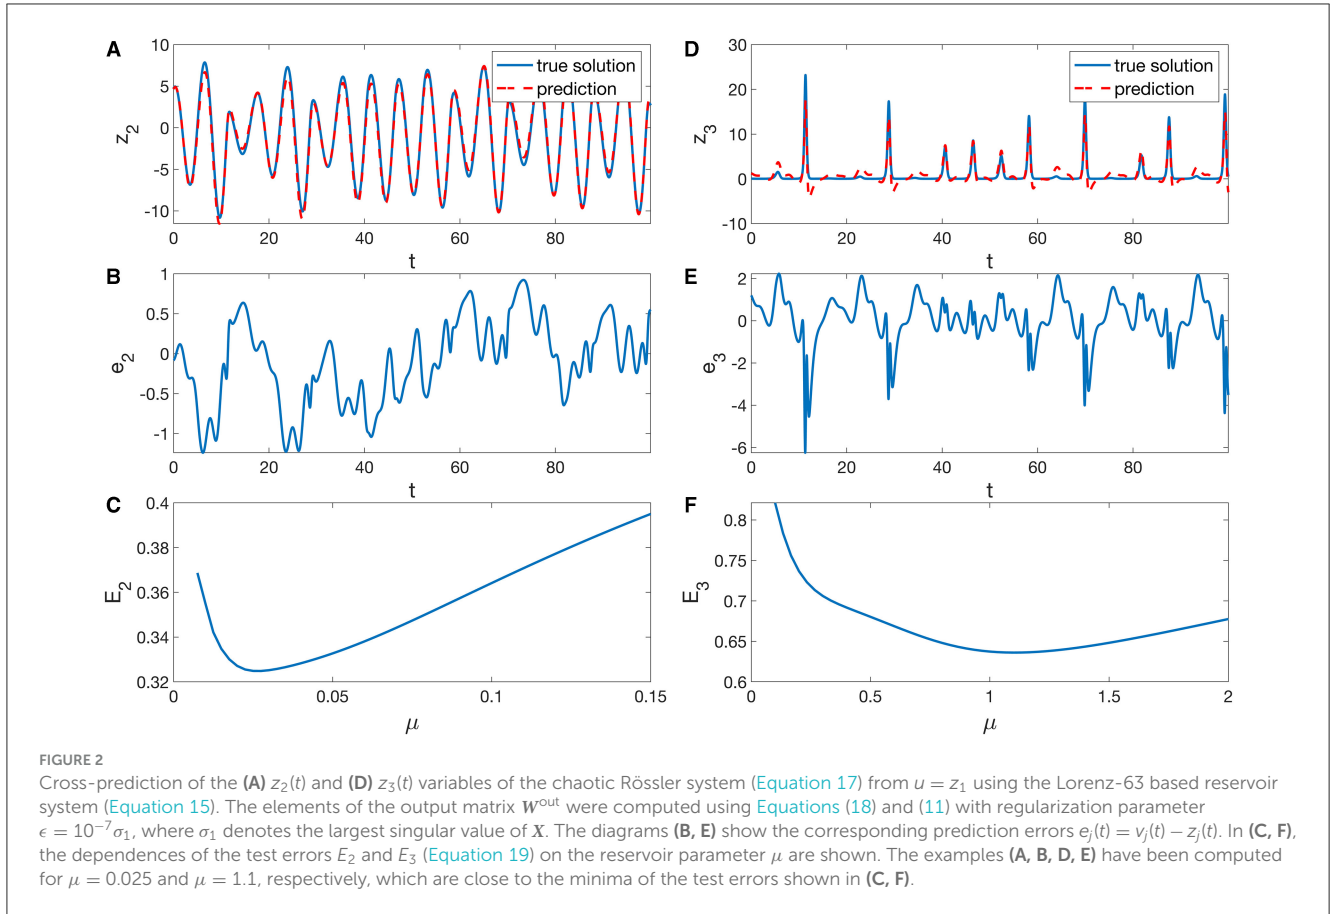 A
10
5
0
-5
-10
z2
0 20 40 60 80
t
true solution
prediction
B
1
0.5
0
-0.5
-1
e2
0 20 40 60 80
t
C
0.4
0.38
0.36
0.34
0.32
E2
0 0.05 0.1 0.15
μ
D
30
20
10
0
-10
z3
0 20 40 60 80
t
true solution
prediction
E
2
0
-2
-4
-6
e3
0 20 40 60 80
t
F
0.8
0.75
0.7
0.65
0.6
E3
0 0.5 1 1.5 2
μ
FIGURE 2
Cross-prediction of the (A) z2(t) and (D) z3(t) variables of the chaotic Rössler system (Equation 17) from u = z1 using the Lorenz-63 based reservoir
system (Equation 15). The elements of the output matrix W^out were computed using Equations (18) and (11) with regularization parameter
ϵ = 10^−7σ1, where σ1 denotes the largest singular value of X. The diagrams (B, E) show the corresponding prediction errors ej(t) = vj(t) − zj(t). In (C, F),
the dependences of the test errors E2 and E3 (Equation 19) on the reservoir parameter μ are shown. The examples (A, B, D, E) have been computed
for μ = 0.025 and μ = 1.1, respectively, which are close to the minima of the test errors shown in (C, F).